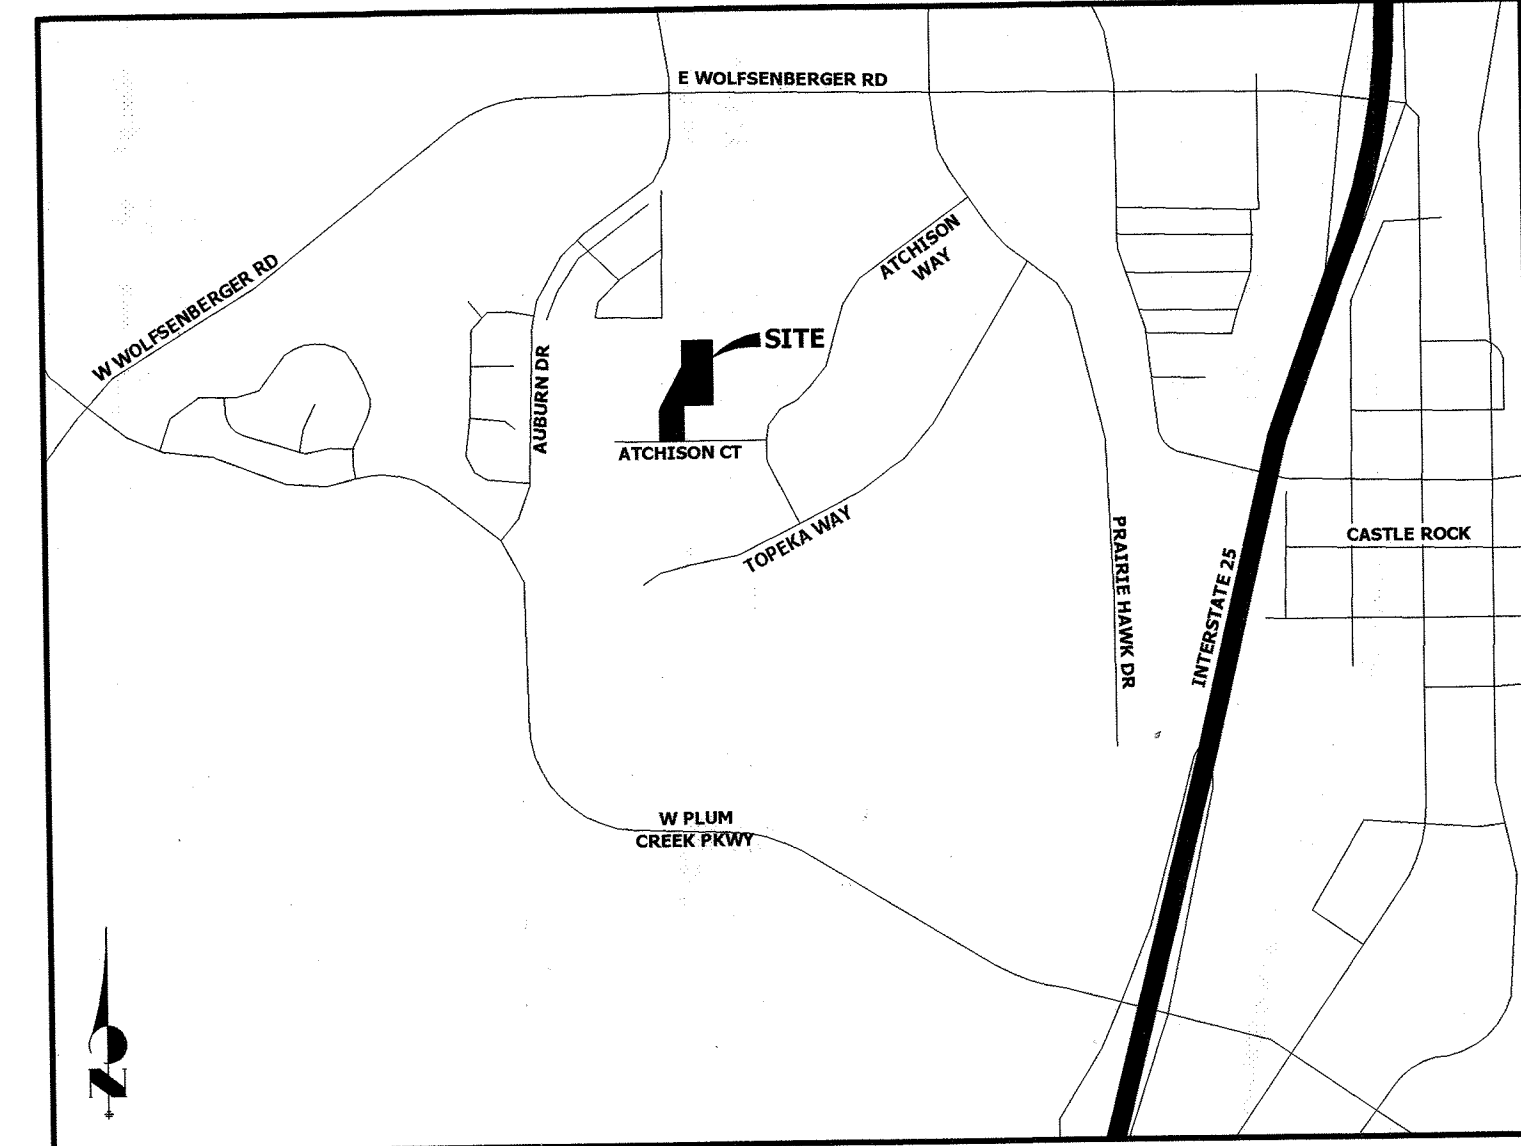 E WOLFSENBERGER RD
W WOLFSENBERGER RD
ATCHISON
WAY
SITE
AUBURN DR
ATCHISON CT
TOPEKA WAY
PRAIRIE HAWK DR
INTERSTATE 25
CASTLE ROCK
W PLUM
CREEK PKWY
N